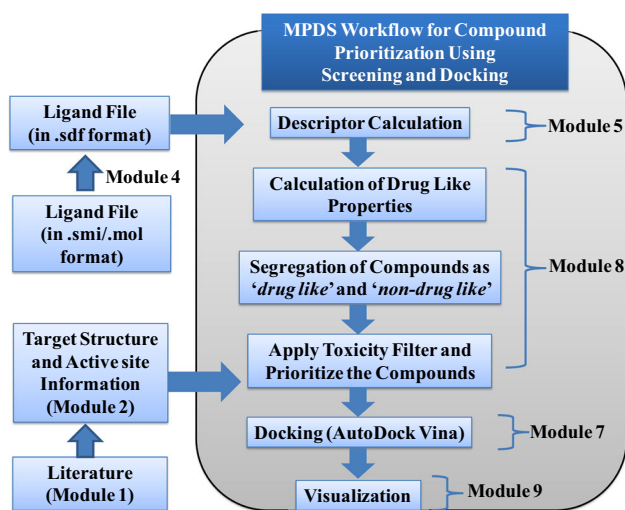 MPDS Workflow for Compound
Prioritization Using
Screening and Docking
Ligand File
(in .sdf format)
Module 4
Ligand File
(in .smi/.mol
format)
Descriptor Calculation
Module 5
Calculation of Drug Like
Properties
Segregation of Compounds as
‘drug like’ and ‘non-drug like’
Module 8
Target Structure
and Active site
Information
(Module 2)
Apply Toxicity Filter and
Prioritize the Compounds
Literature
(Module 1)
Docking (AutoDock Vina)
Module 7
Visualization
Module 9